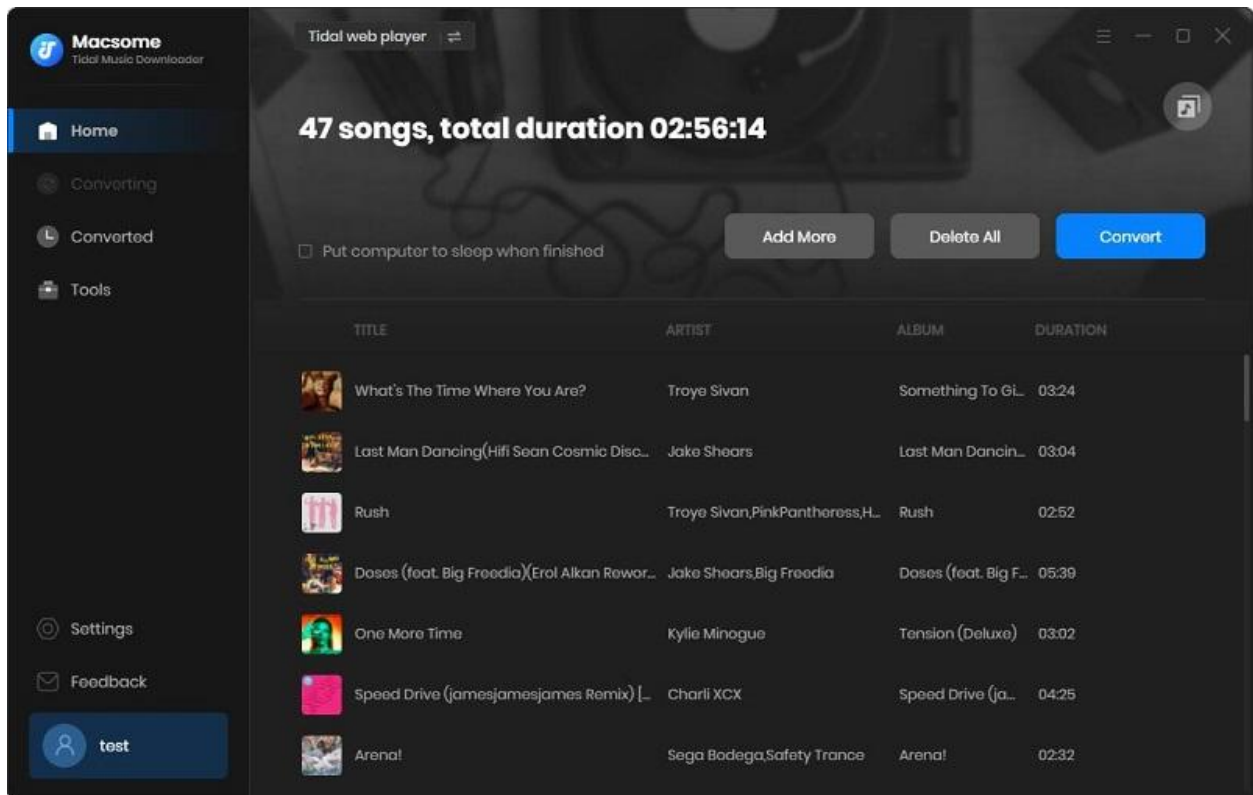 Macsome
Tidal Music Downloader
Tidal web player
Home
47 songs, total duration 02:56:14
Converting
Converted
Tools
Put computer to sleep when finished
Add More
Delete All
Convert
TITLE ARTIST ALBUM DURATION
What's The Time Where You Are? Troye Sivan Something To Gi... 03:24
Last Man Dancing(Hifi Sean Cosmic Disc... Jake Shears Last Man Dancin... 03:04
Rush Troye Sivan,PinkPantheress,H... Rush 02:52
Doses (feat. Big Freedia)(Erol Alkan Rewor... Jake Shears,Big Freedia Doses (feat. Big F... 05:39
One More Time Kylie Minogue Tension (Deluxe) 03:02
Speed Drive (jamesjamesjames Remix) [... Charli XCX Speed Drive (ja... 04:25
Arena! Sega Bodega,Safety Trance Arena! 02:32
Settings
Feedback
test